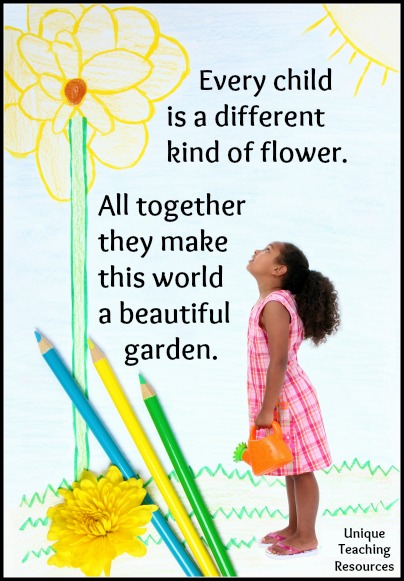 Every child
is a different
kind of flower.
All together
they make
this world
a beautiful
garden.
Unique
Teaching
Resources